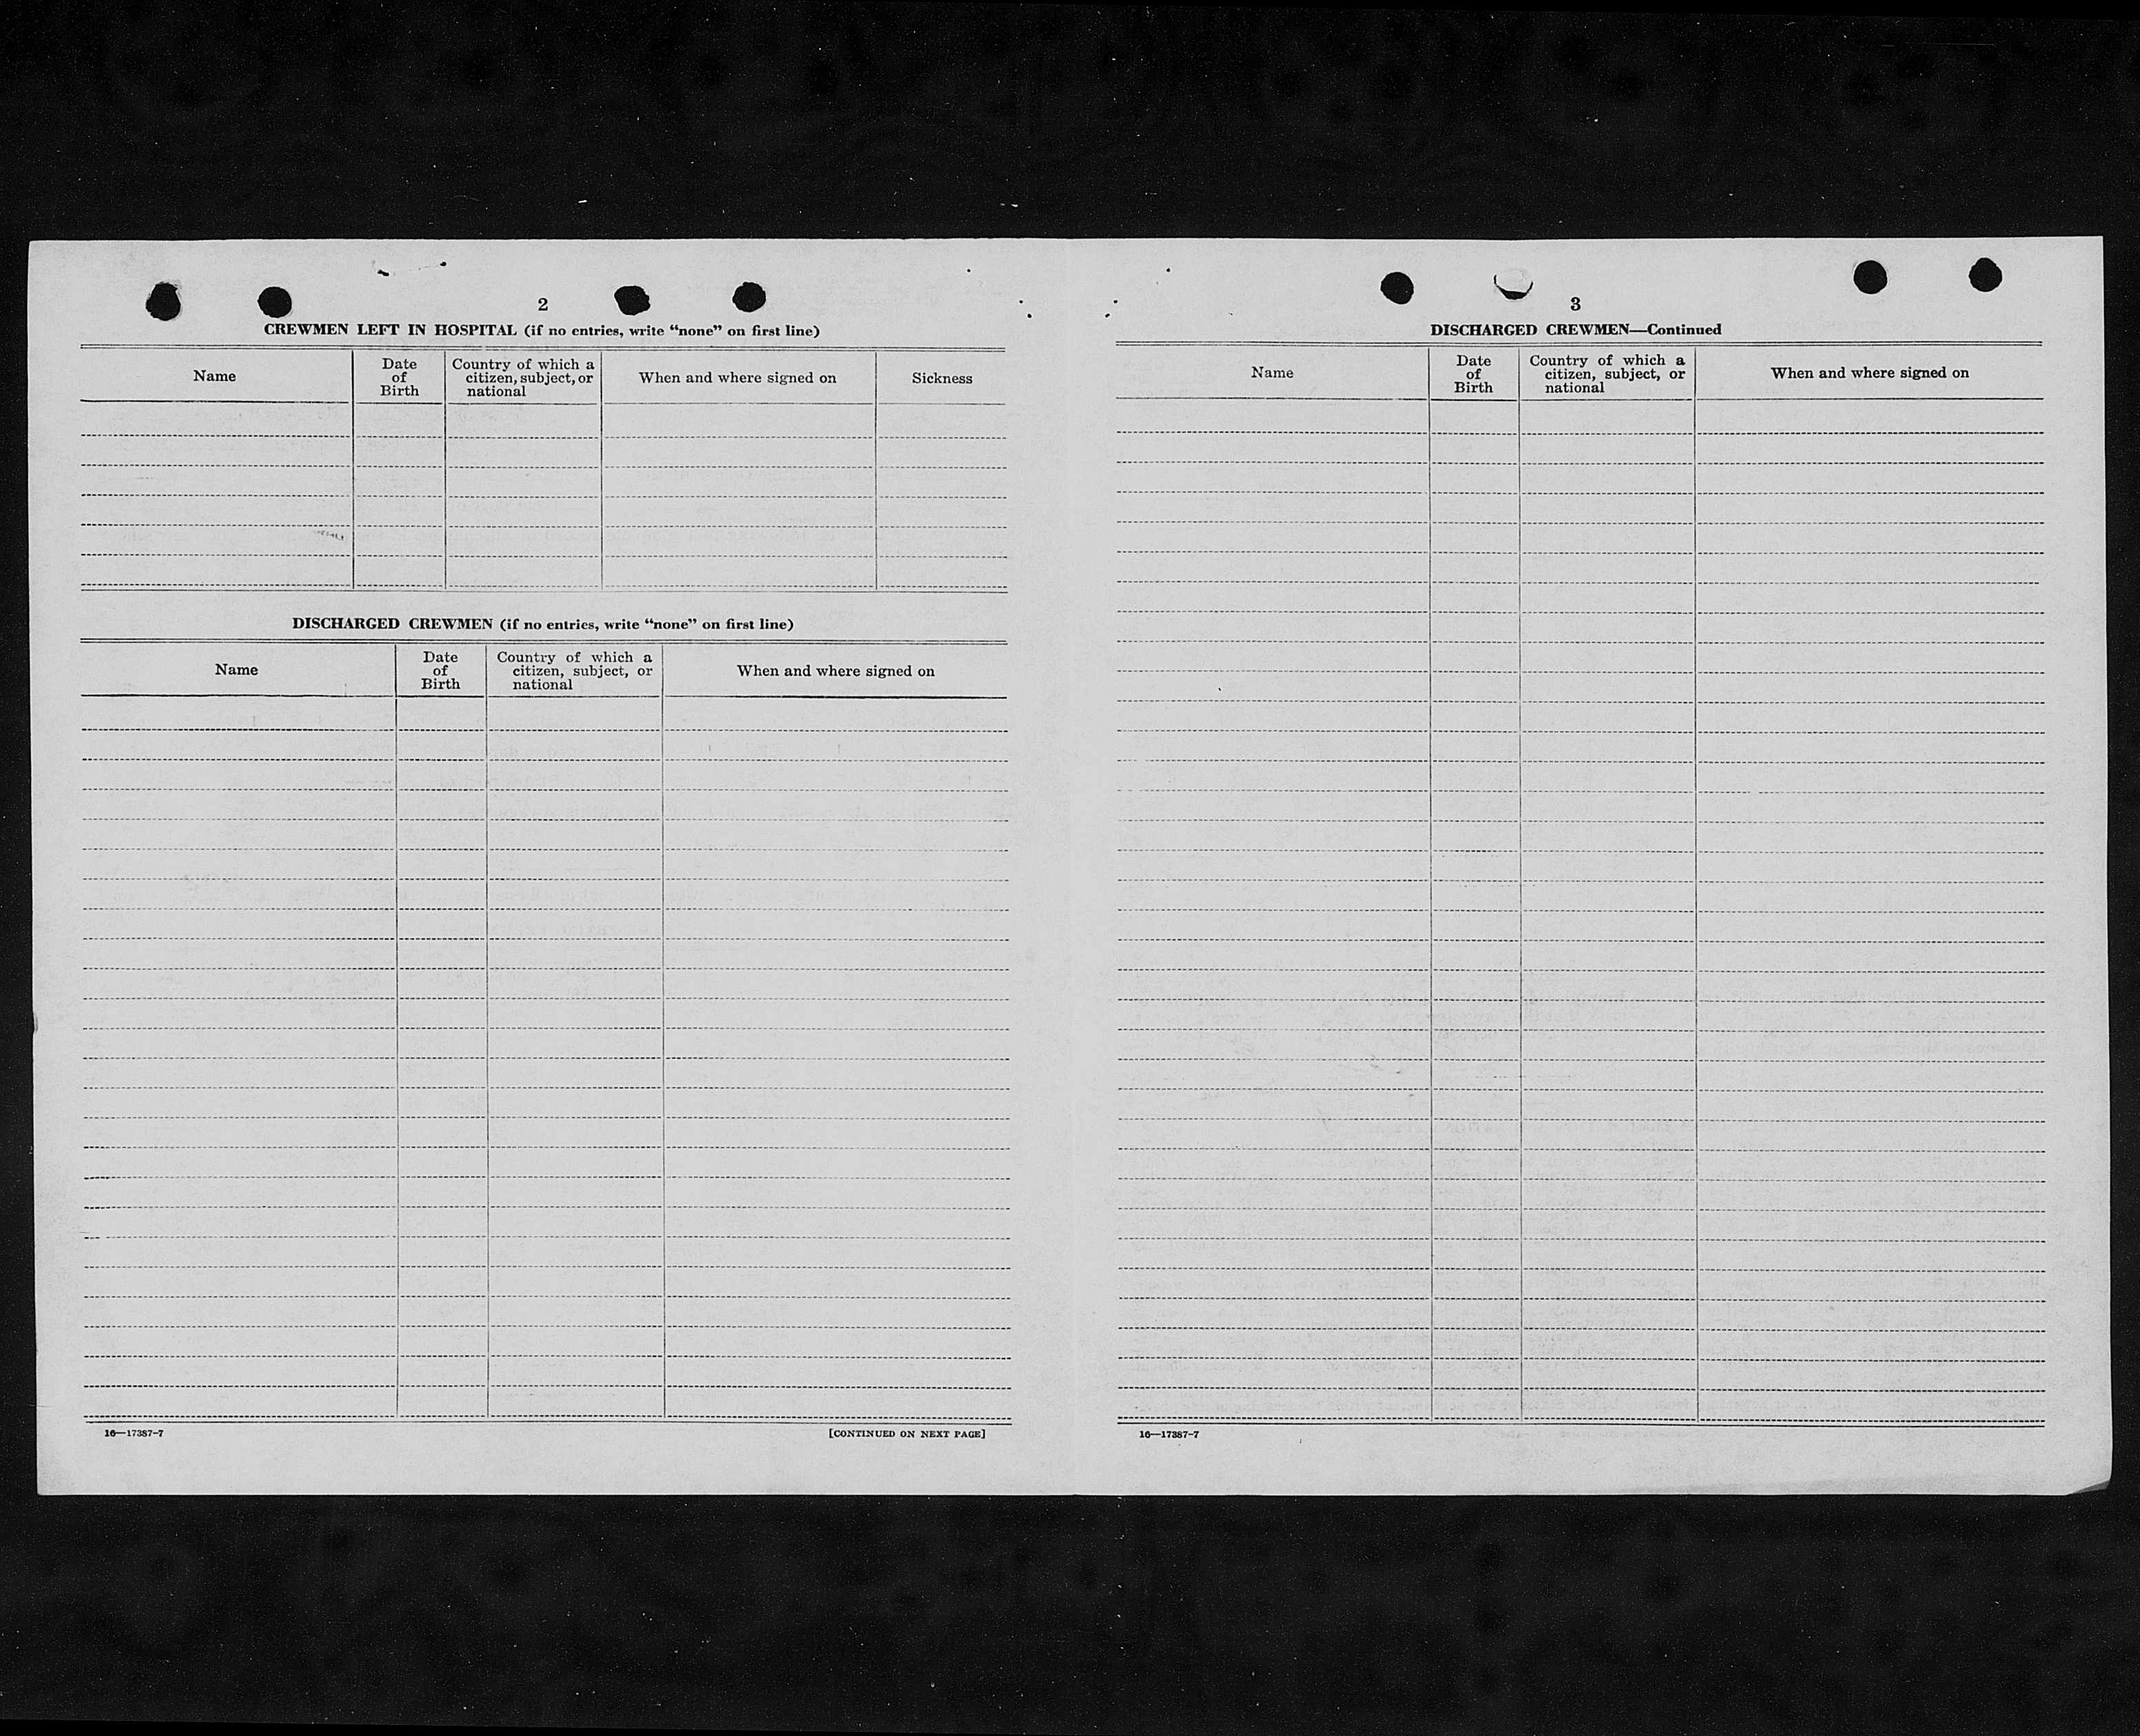 2
CREWMEN LEFT IN HOSPITAL (if no entries, write “none” on first line)
Name
Date
of
Birth
Country of which a
citizen, subject, or
national
When and where signed on
Sickness
DISCHARGED CREWMEN (if no entries, write “none” on first line)
Name
Date
of
Birth
Country of which a
citizen, subject, or
national
When and where signed on
16—17387-7
[CONTINUED ON NEXT PAGE]
3
DISCHARGED CREWMEN—Continued
Name
Date
of
Birth
Country of which a
citizen, subject, or
national
When and where signed on
16—17387-7